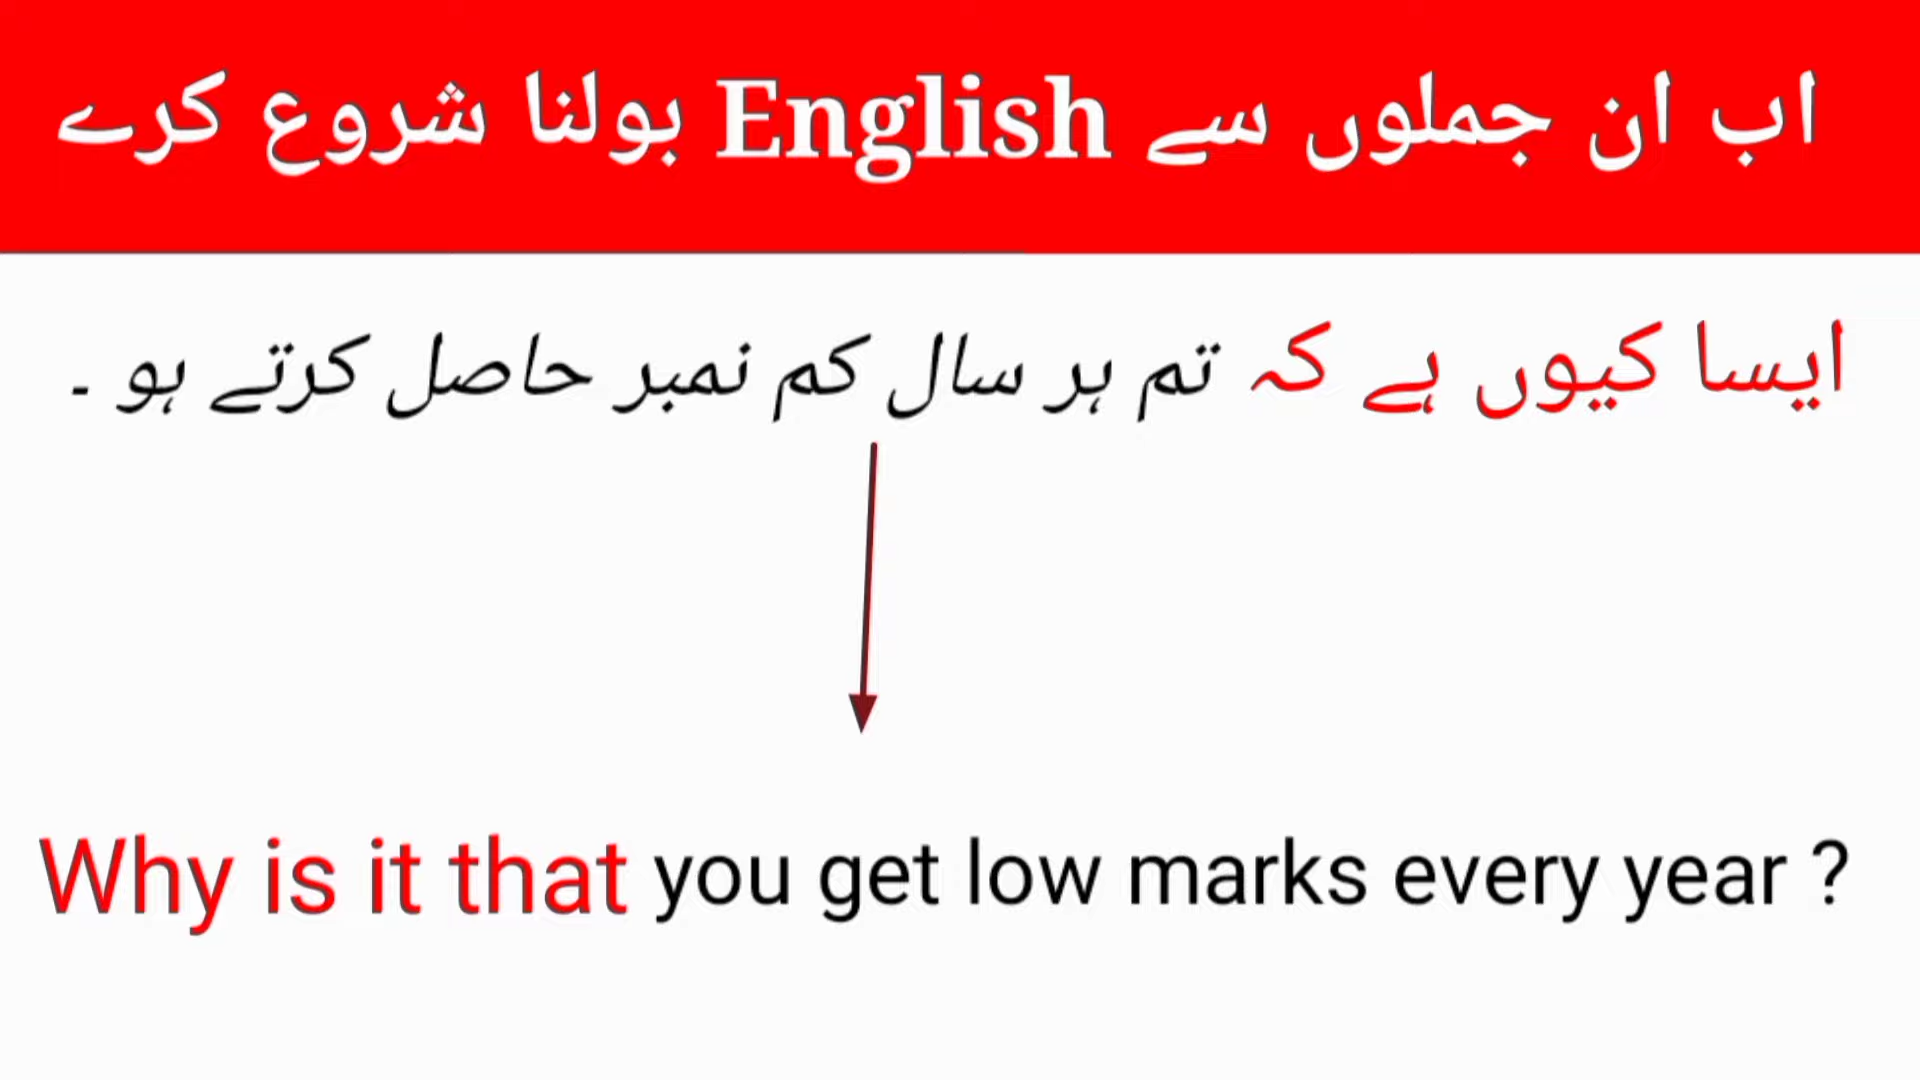 اب ان جملوں سے English بولنا شروع کرے
ایسا کیوں ہے کہ تم ہر سال کم نمبر حاصل کرتے ہو ۔
Why is it that you get low marks every year ?